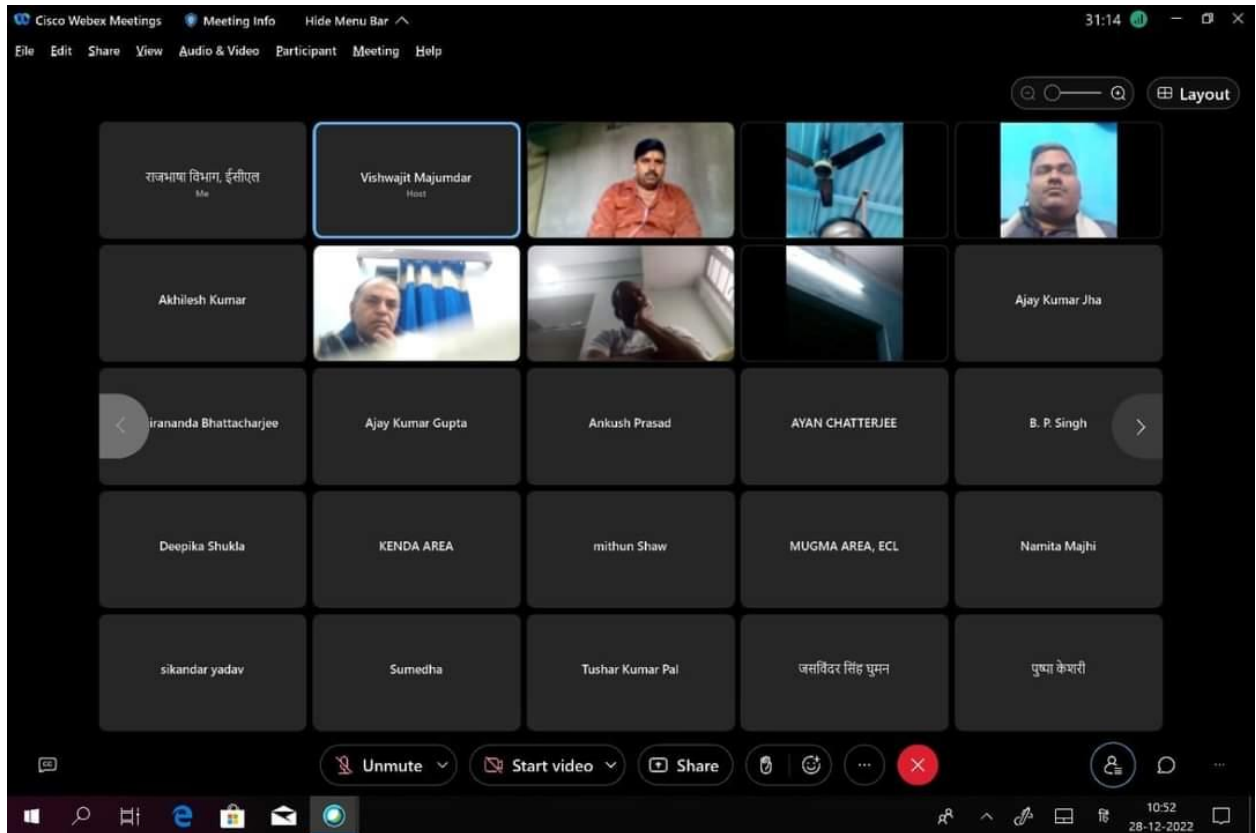 Cisco Webex Meetings Meeting Info Hide Menu Bar 31:14
File Edit Share View Audio & Video Participant Meeting Help
Layout
राजभाषा विभाग, ईसीएल
Me
Vishwajit Majumdar
Host
Akhilesh Kumar
Ajay Kumar Jha
irananda Bhattacharjee
Ajay Kumar Gupta
Ankush Prasad
AYAN CHATTERJEE
B. P. Singh
Deepika Shukla
KENDA AREA
mithun Shaw
MUGMA AREA, ECL
Namita Majhi
sikandar yadav
Sumedha
Tushar Kumar Pal
जसविंदर सिंह घुमन
पुष्पा केशरी
CC
Unmute
Start video
Share
हि
10:52
28-12-2022